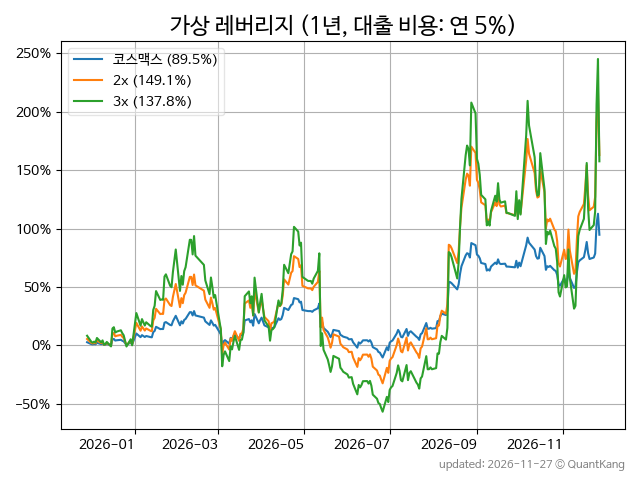 가상 레버리지 (1년, 대출 비용: 연 5%)
코스맥스 (89.5%)
2x (149.1%)
3x (137.8%)
250%
200%
150%
100%
50%
0%
−50%
2026-01
2026-03
2026-05
2026-07
2026-09
2026-11
updated: 2026-11-27 © QuantKang